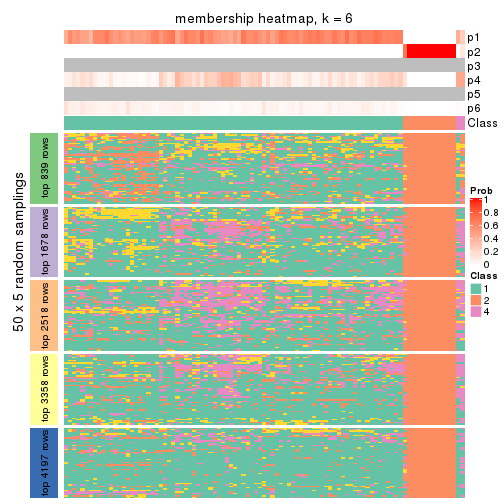 membership heatmap, k = 6
p1
p2
p3
p4
p5
p6
Class
50 x 5 random samplings
top 839 rows
top 1678 rows
top 2518 rows
top 3358 rows
top 4197 rows
Prob
1
0.8
0.6
0.4
0.2
0
Class
1
2
4